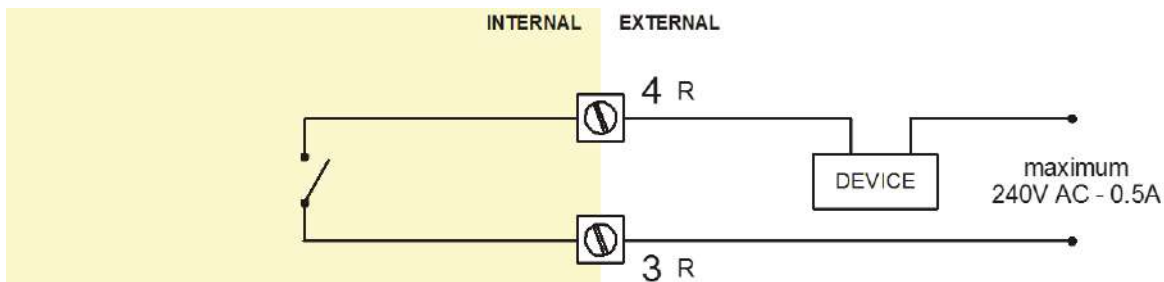 INTERNAL EXTERNAL
4 R
DEVICE
maximum
240V AC - 0.5A
3 R